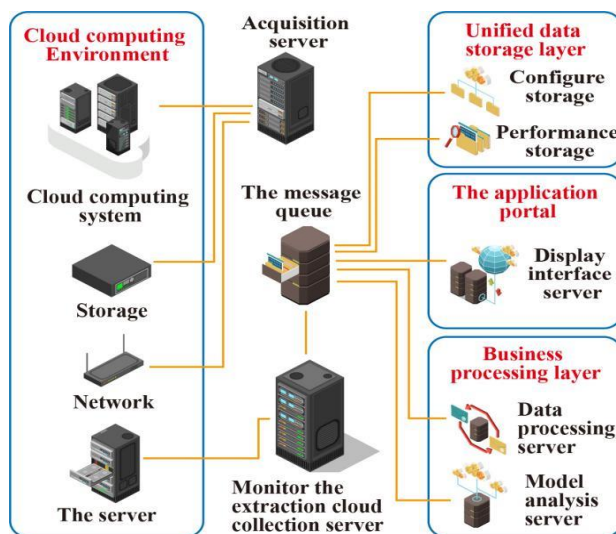 Cloud computing
Environment
Cloud computing
system
Storage
Network
The server
Acquisition
server
The message
queue
Monitor the
extraction cloud
collection server
Unified data
storage layer
Configure
storage
Performance
storage
The application
portal
Display
interface
server
Business
processing layer
Data
processing
server
Model
analysis
server